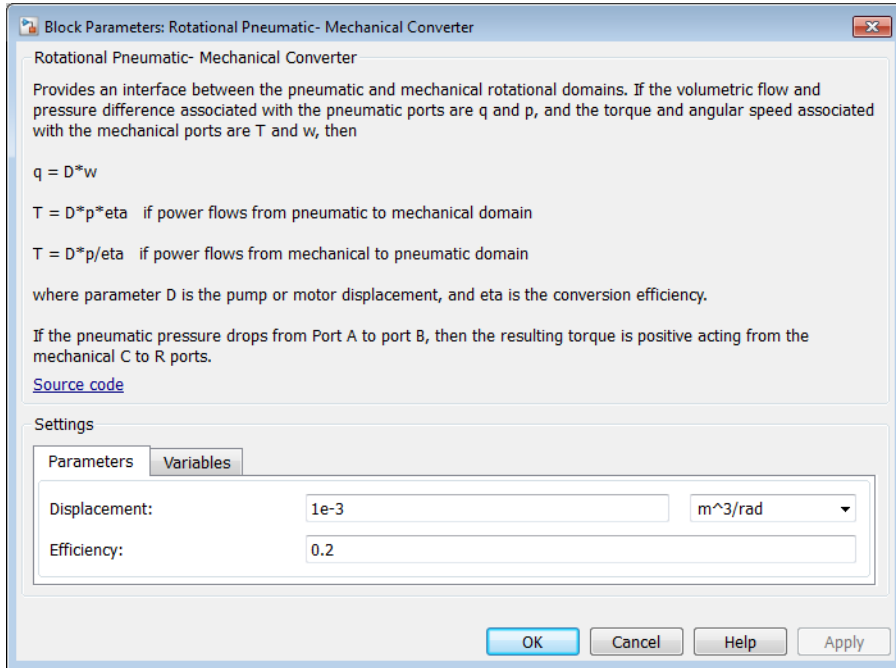 Block Parameters: Rotational Pneumatic- Mechanical Converter
Rotational Pneumatic- Mechanical Converter
Provides an interface between the pneumatic and mechanical rotational domains. If the volumetric flow and
pressure difference associated with the pneumatic ports are q and p, and the torque and angular speed associated
with the mechanical ports are T and w, then
q = D*w
T = D*p*eta   if power flows from pneumatic to mechanical domain
T = D*p/eta   if power flows from mechanical to pneumatic domain
where parameter D is the pump or motor displacement, and eta is the conversion efficiency.
If the pneumatic pressure drops from Port A to port B, then the resulting torque is positive acting from the
mechanical C to R ports.
Source code
Settings
Parameters Variables
Displacement: 1e-3 m^3/rad
Efficiency: 0.2
OK Cancel Help Apply